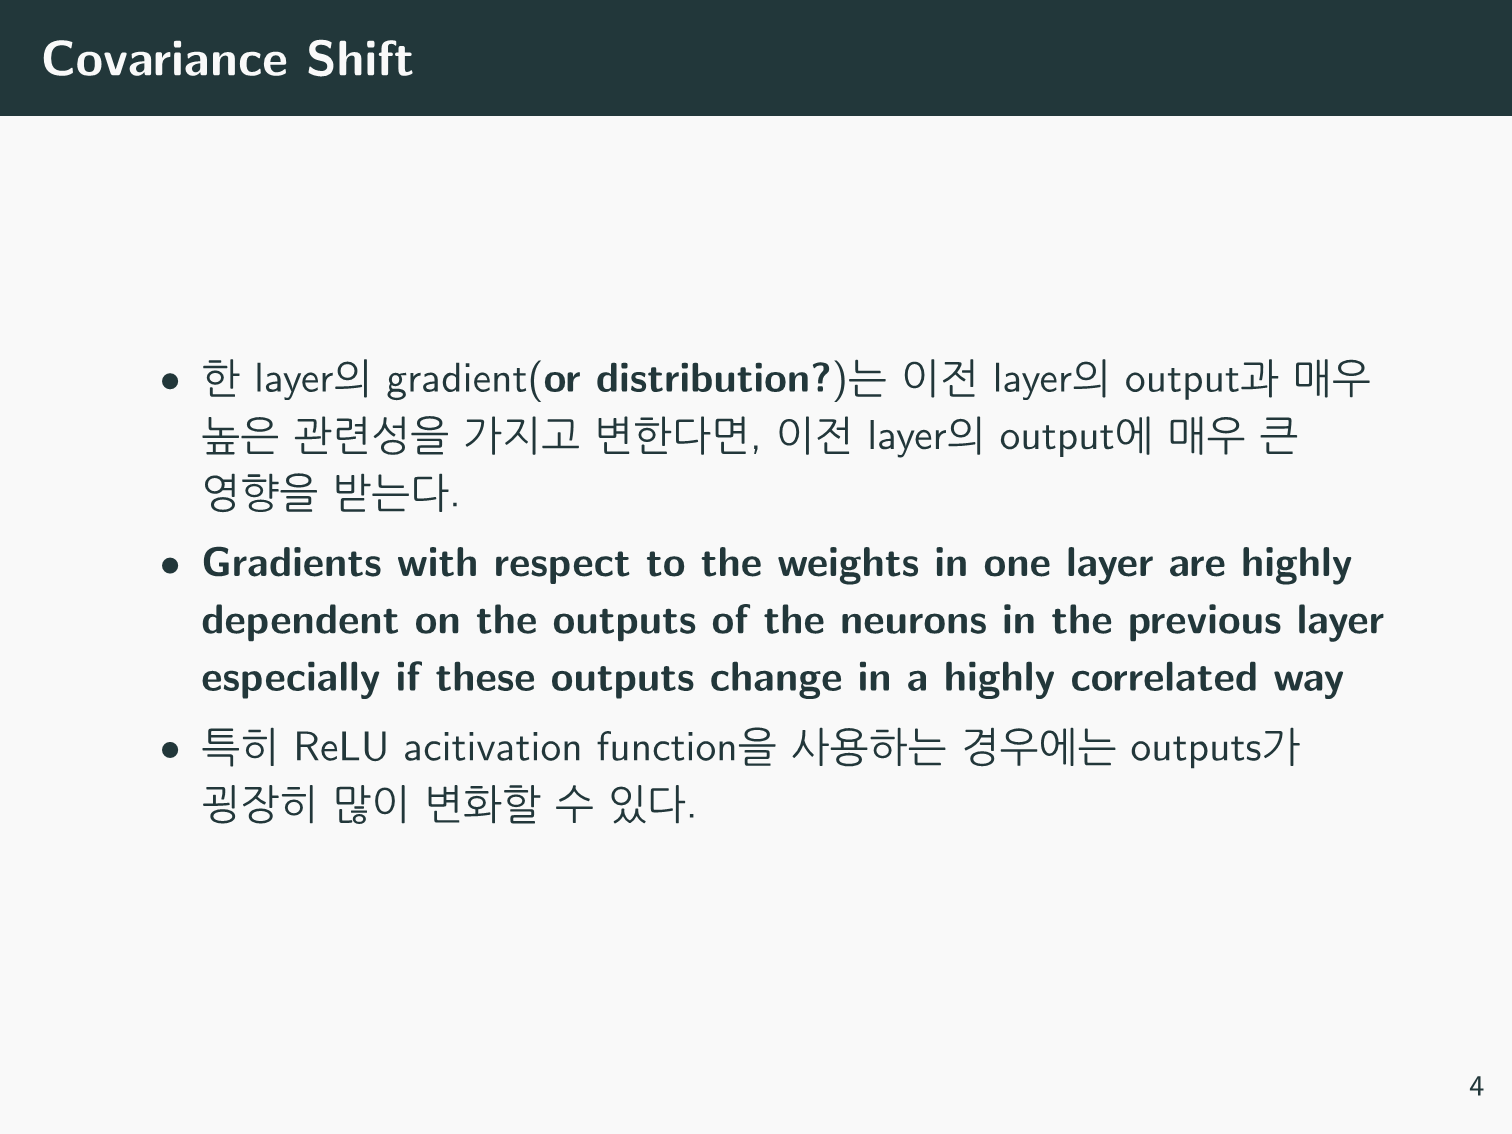 Covariance Shift
• 한 layer의 gradient(or distribution?)는 이전 layer의 output과 매우
높은 관련성을 가지고 변한다면, 이전 layer의 output에 매우 큰
영향을 받는다.
• Gradients with respect to the weights in one layer are highly
dependent on the outputs of the neurons in the previous layer
especially if these outputs change in a highly correlated way
• 특히 ReLU acitivation function을 사용하는 경우에는 outputs가
굉장히 많이 변화할 수 있다.
4